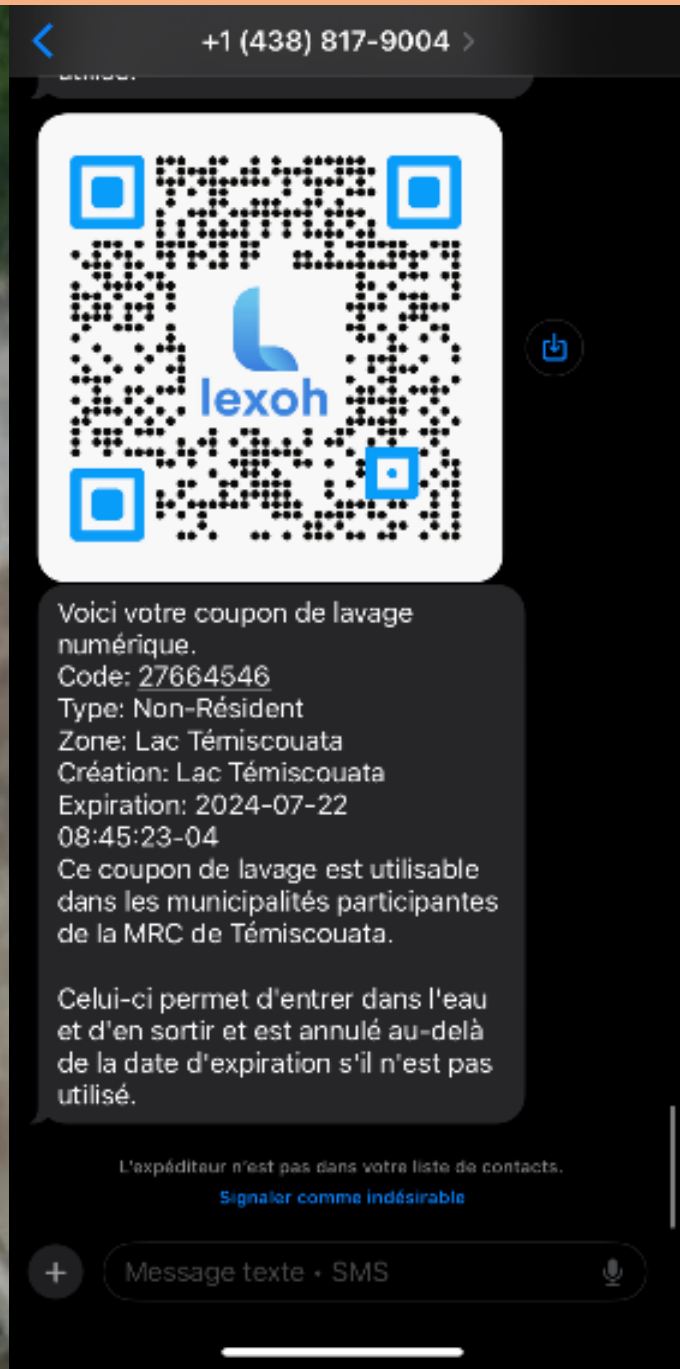 +1 (438) 817-9004
lexoh
Voici votre coupon de lavage
numérique.
Code: 27664546
Type: Non-Résident
Zone: Lac Témiscouata
Création: Lac Témiscouata
Expiration: 2024-07-22
08:45:23-04
Ce coupon de lavage est utilisable
dans les municipalités participantes
de la MRC de Témiscouata.
Celui-ci permet d'entrer dans l'eau
et d'en sortir et est annulé au-delà
de la date d'expiration s'il n'est pas
utilisé.
L'expéditeur n'est pas dans votre liste de contacts.
Signaler comme indésirable
Message texte • SMS